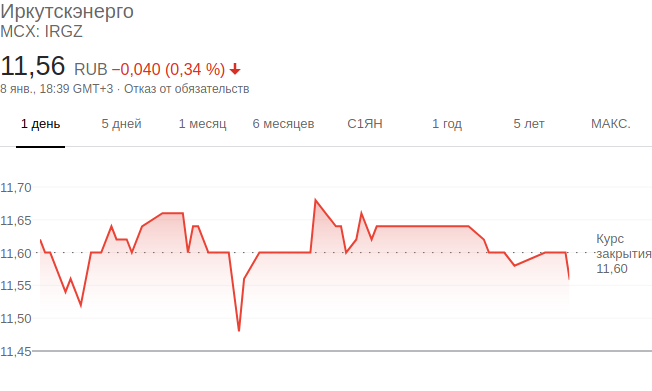 Иркутскэнерго
MCX: IRGZ
11,56 RUB −0,040 (0,34 %)
8 янв., 18:39 GMT+3 · Отказ от обязательств
1 день 5 дней 1 месяц 6 месяцев С1ЯН 1 год 5 лет МАКС.
11,70
11,65
11,60
11,55
11,50
11,45
Курс
закрытия
11,60